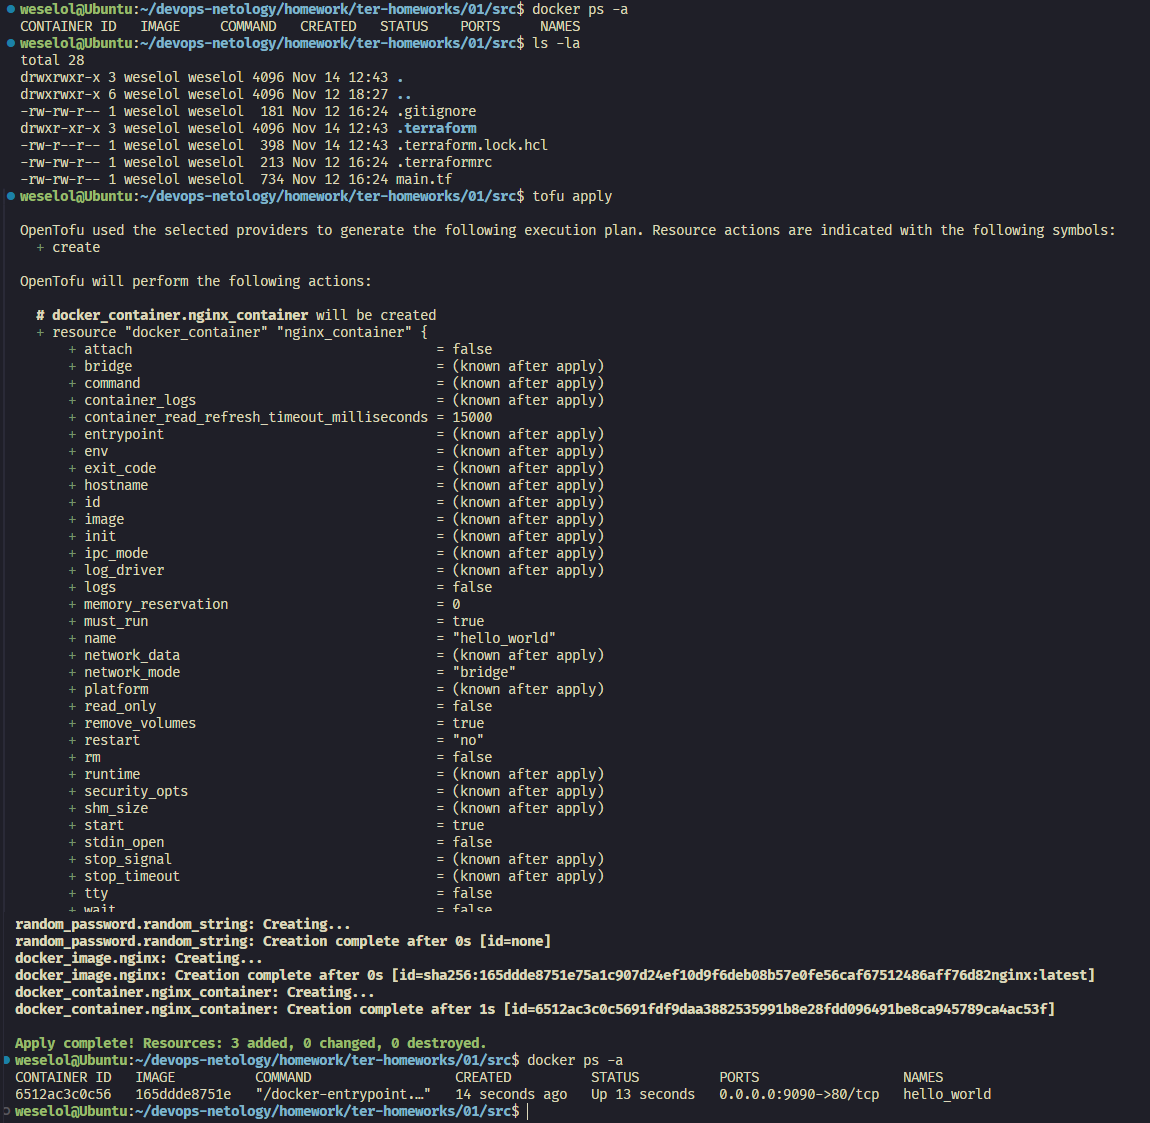 weselol@Ubuntu:~/devops-netology/homework/ter-homeworks/01/src$ docker ps -a
CONTAINER ID   IMAGE     COMMAND   CREATED   STATUS    PORTS     NAMES
weselol@Ubuntu:~/devops-netology/homework/ter-homeworks/01/src$ ls -la
total 28
drwxrwxr-x 3 weselol weselol 4096 Nov 14 12:43 .
drwxrwxr-x 6 weselol weselol 4096 Nov 12 18:27 ..
-rw-rw-r-- 1 weselol weselol  181 Nov 12 16:24 .gitignore
drwxr-xr-x 3 weselol weselol 4096 Nov 14 12:43 .terraform
-rw-r--r-- 1 weselol weselol  398 Nov 14 12:43 .terraform.lock.hcl
-rw-rw-r-- 1 weselol weselol  213 Nov 12 16:24 .terraformrc
-rw-rw-r-- 1 weselol weselol  734 Nov 12 16:24 main.tf
weselol@Ubuntu:~/devops-netology/homework/ter-homeworks/01/src$ tofu apply
OpenTofu used the selected providers to generate the following execution plan. Resource actions are indicated with the following symbols:
  + create
OpenTofu will perform the following actions:
  # docker_container.nginx_container will be created
  + resource "docker_container" "nginx_container" {
      + attach                                      = false
      + bridge                                      = (known after apply)
      + command                                     = (known after apply)
      + container_logs                              = (known after apply)
      + container_read_refresh_timeout_milliseconds = 15000
      + entrypoint                                  = (known after apply)
      + env                                         = (known after apply)
      + exit_code                                   = (known after apply)
      + hostname                                    = (known after apply)
      + id                                          = (known after apply)
      + image                                       = (known after apply)
      + init                                        = (known after apply)
      + ipc_mode                                    = (known after apply)
      + log_driver                                  = (known after apply)
      + logs                                        = false
      + memory_reservation                          = 0
      + must_run                                    = true
      + name                                        = "hello_world"
      + network_data                                = (known after apply)
      + network_mode                                = "bridge"
      + platform                                    = (known after apply)
      + read_only                                   = false
      + remove_volumes                              = true
      + restart                                     = "no"
      + rm                                          = false
      + runtime                                     = (known after apply)
      + security_opts                               = (known after apply)
      + shm_size                                    = (known after apply)
      + start                                       = true
      + stdin_open                                  = false
      + stop_signal                                 = (known after apply)
      + stop_timeout                                = (known after apply)
      + tty                                         = false
      + wait                                        = false
random_password.random_string: Creating...
random_password.random_string: Creation complete after 0s [id=none]
docker_image.nginx: Creating...
docker_image.nginx: Creation complete after 0s [id=sha256:165ddde8751e75a1c907d24ef10d9f6deb08b57e0fe56caf67512486aff76d82nginx:latest]
docker_container.nginx_container: Creating...
docker_container.nginx_container: Creation complete after 1s [id=6512ac3c0c5691fdf9daa3882535991b8e28fdd096491be8ca945789ca4ac53f]
Apply complete! Resources: 3 added, 0 changed, 0 destroyed.
weselol@Ubuntu:~/devops-netology/homework/ter-homeworks/01/src$ docker ps -a
CONTAINER ID   IMAGE          COMMAND                  CREATED          STATUS          PORTS                  NAMES
6512ac3c0c56   165ddde8751e   "/docker-entrypoint.…"   14 seconds ago   Up 13 seconds   0.0.0.0:9090->80/tcp   hello_world
weselol@Ubuntu:~/devops-netology/homework/ter-homeworks/01/src$